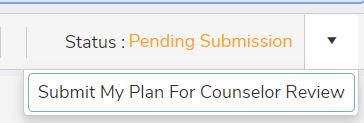 Status : Pending Submission
Submit My Plan For Counselor Review